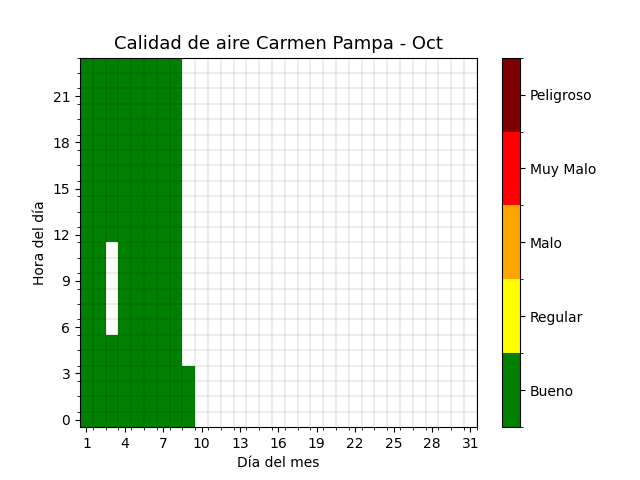 Calidad de aire Carmen Pampa - Oct
21
18
15
12
9
6
3
0
Hora del día
1 4 7 10 13 16 19 22 25 28 31
Día del mes
Peligroso
Muy Malo
Malo
Regular
Bueno